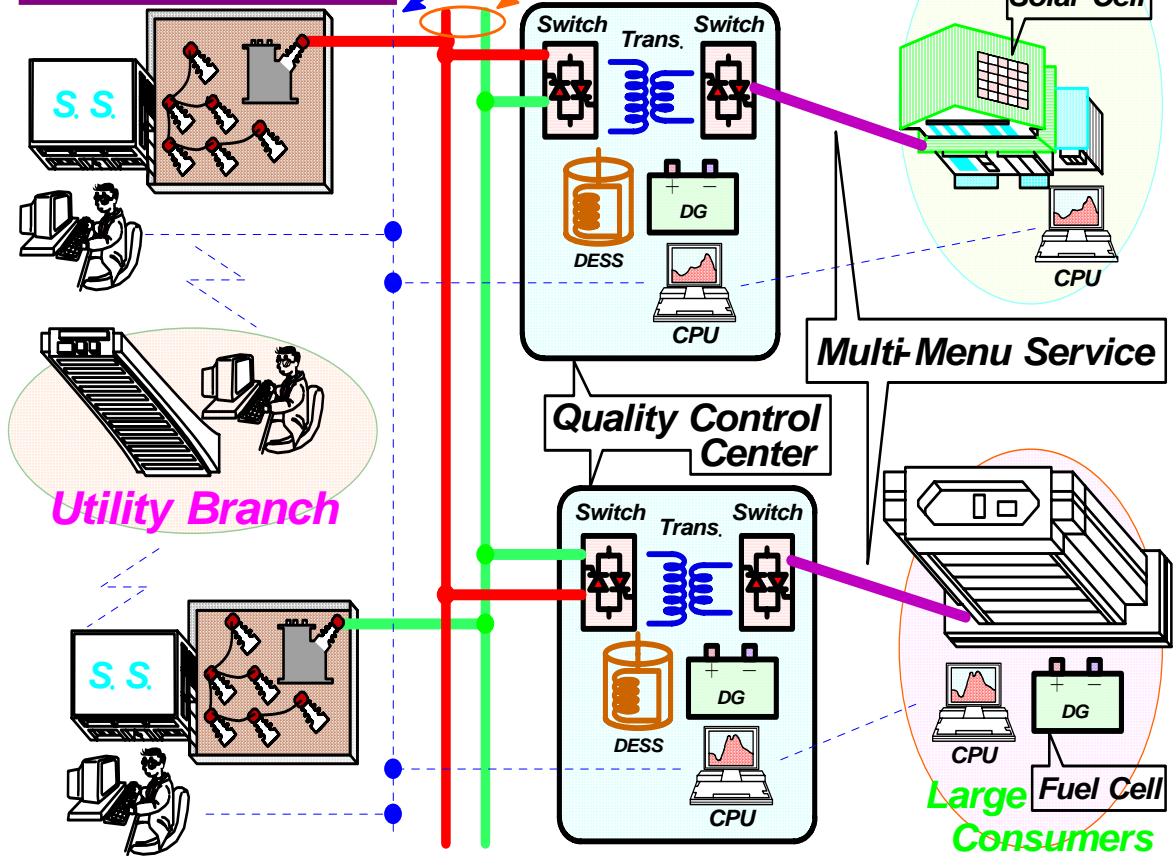 Solar Cell
Switch
Trans.
Switch
S. S.
+ −
DG
DESS
CPU
CPU
Multi-Menu Service
Quality Control
Center
Utility Branch
Switch
Trans.
Switch
S. S.
+ −
DG
DESS
CPU
CPU
+ −
DG
Fuel Cell
Large
Consumers